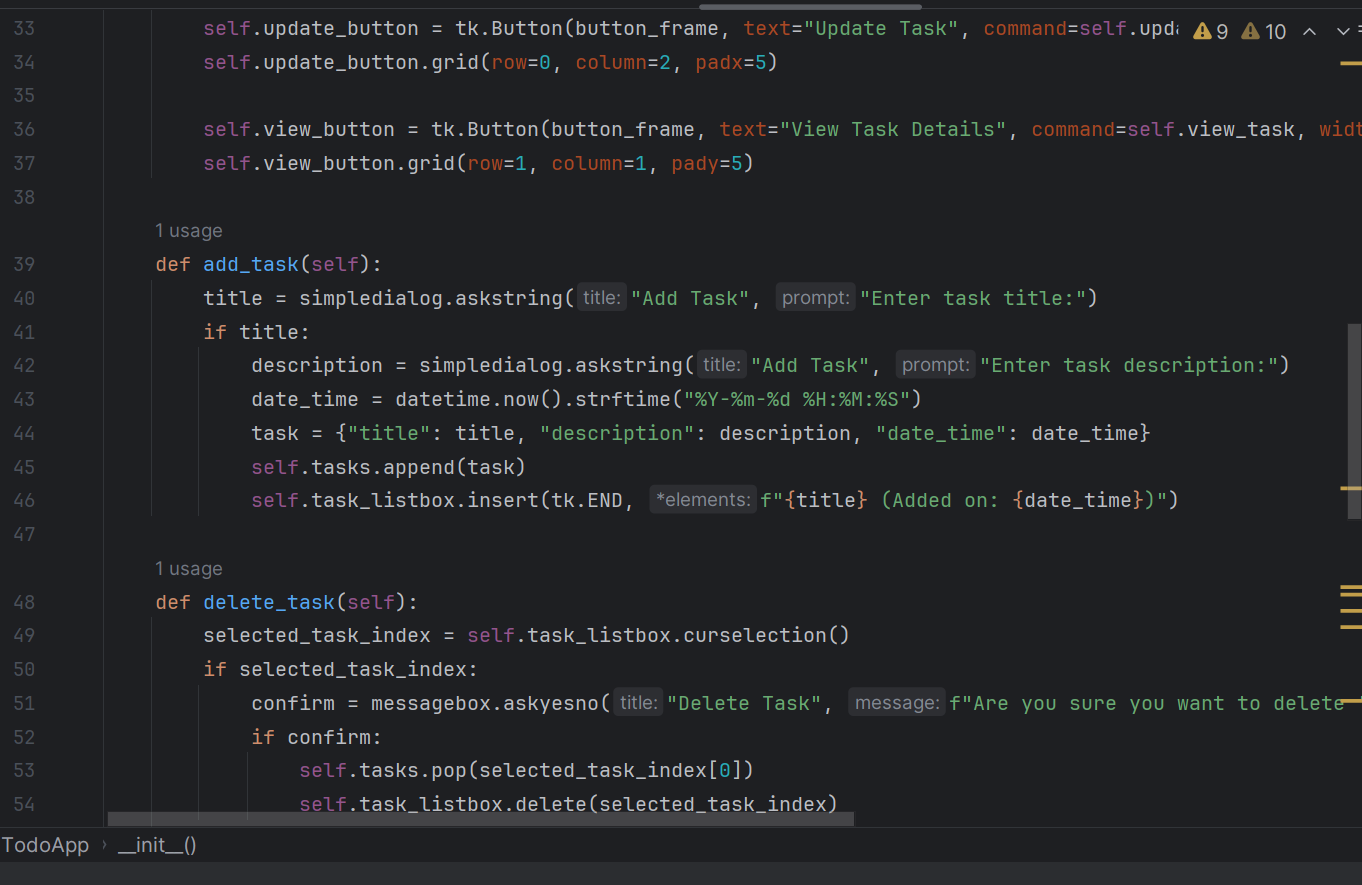 33 self.update_button = tk.Button(button_frame, text="Update Task", command=self.upda 9 10
34 self.update_button.grid(row=0, column=2, padx=5)
35
36 self.view_button = tk.Button(button_frame, text="View Task Details", command=self.view_task, widt
37 self.view_button.grid(row=1, column=1, pady=5)
38
1 usage
39 def add_task(self):
40 title = simpledialog.askstring( title: "Add Task", prompt: "Enter task title:")
41 if title:
42 description = simpledialog.askstring( title: "Add Task", prompt: "Enter task description:")
43 date_time = datetime.now().strftime("%Y-%m-%d %H:%M:%S")
44 task = {"title": title, "description": description, "date_time": date_time}
45 self.tasks.append(task)
46 self.task_listbox.insert(tk.END, *elements: f"{title} (Added on: {date_time})")
47
1 usage
48 def delete_task(self):
49 selected_task_index = self.task_listbox.curselection()
50 if selected_task_index:
51 confirm = messagebox.askyesno( title: "Delete Task", message: f"Are you sure you want to delete
52 if confirm:
53 self.tasks.pop(selected_task_index[0])
54 self.task_listbox.delete(selected_task_index)
TodoApp › __init__()